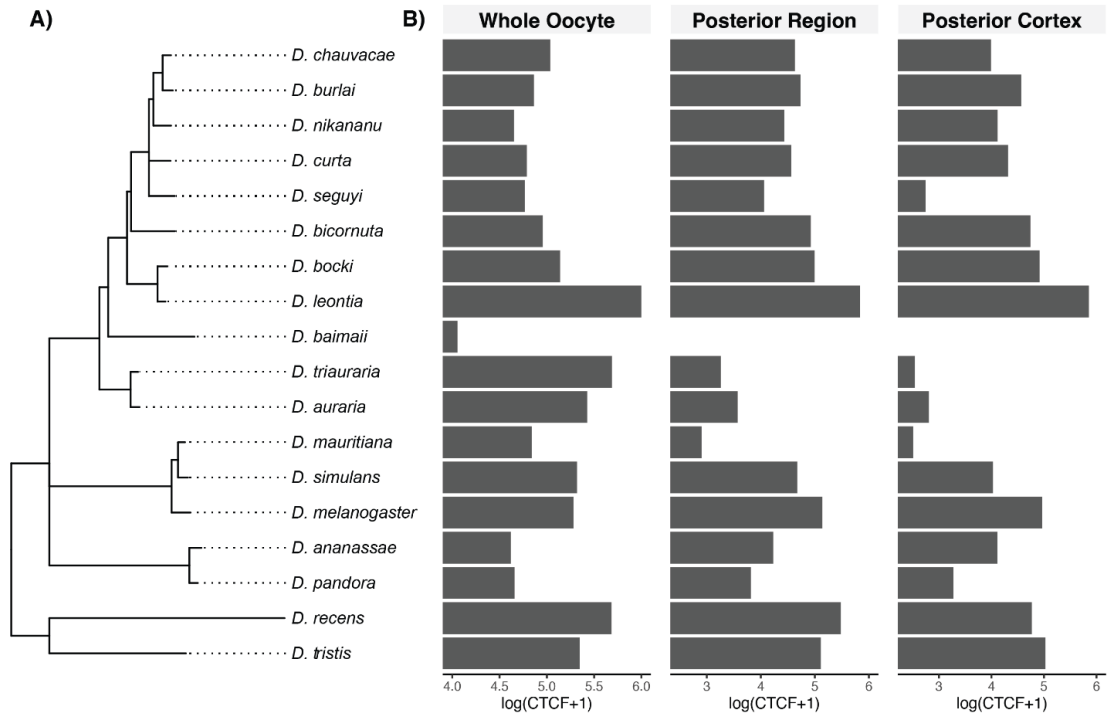 A)
B)
Whole Oocyte
Posterior Region
Posterior Cortex
D. chauvacae
D. burlai
D. nikananu
D. curta
D. seguyi
D. bicornuta
D. bocki
D. leontia
D. baimaii
D. triauraria
D. auraria
D. mauritiana
D. simulans
D. melanogaster
D. ananassae
D. pandora
D. recens
D. tristis
4.0 4.5 5.0 5.5 6.0
3 4 5 6
3 4 5 6
log(CTCF+1)
log(CTCF+1)
log(CTCF+1)